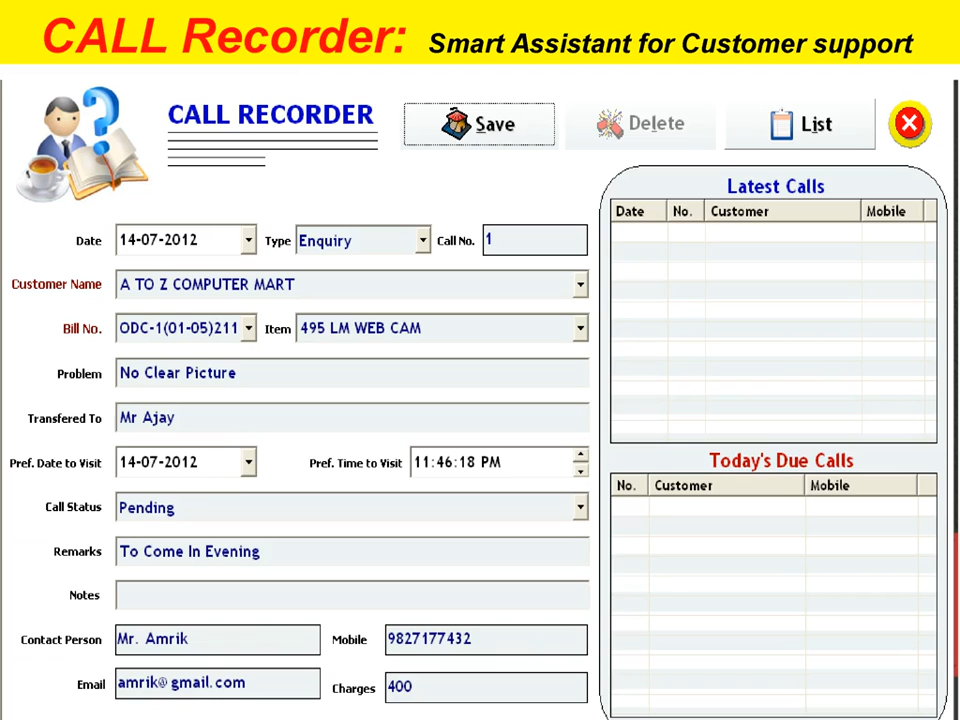 CALL Recorder: Smart Assistant for Customer support
CALL RECORDER
Save
Delete
List
Date 14-07-2012 Type Enquiry Call No. 1
Customer Name A TO Z COMPUTER MART
Bill No. ODC-1(01-05)211 Item 495 LM WEB CAM
Problem No Clear Picture
Transfered To Mr Ajay
Pref. Date to Visit 14-07-2012 Pref. Time to Visit 11:46:18 PM
Call Status Pending
Remarks To Come In Evening
Notes
Contact Person Mr. Amrik Mobile 9827177432
Email amrik@gmail.com Charges 400
Latest Calls
Date No. Customer Mobile
Today's Due Calls
No. Customer Mobile